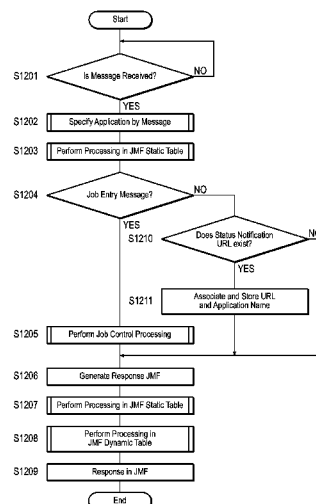 Start
S1201
Is Message Received?
NO
YES
S1202
Specify Application by Message
S1203
Perform Processing in JMF Static Table
S1204
Job Entry Message?
NO
YES
S1210
Does Status Notification
URL exist?
NO
YES
S1211
Associate and Store URL
and Application Name
S1205
Perform Job Control Processing
S1206
Generate Response JMF
S1207
Perform Processing in JMF Static Table
S1208
Perform Processing in
JMF Dynamic Table
S1209
Response in JMF
End